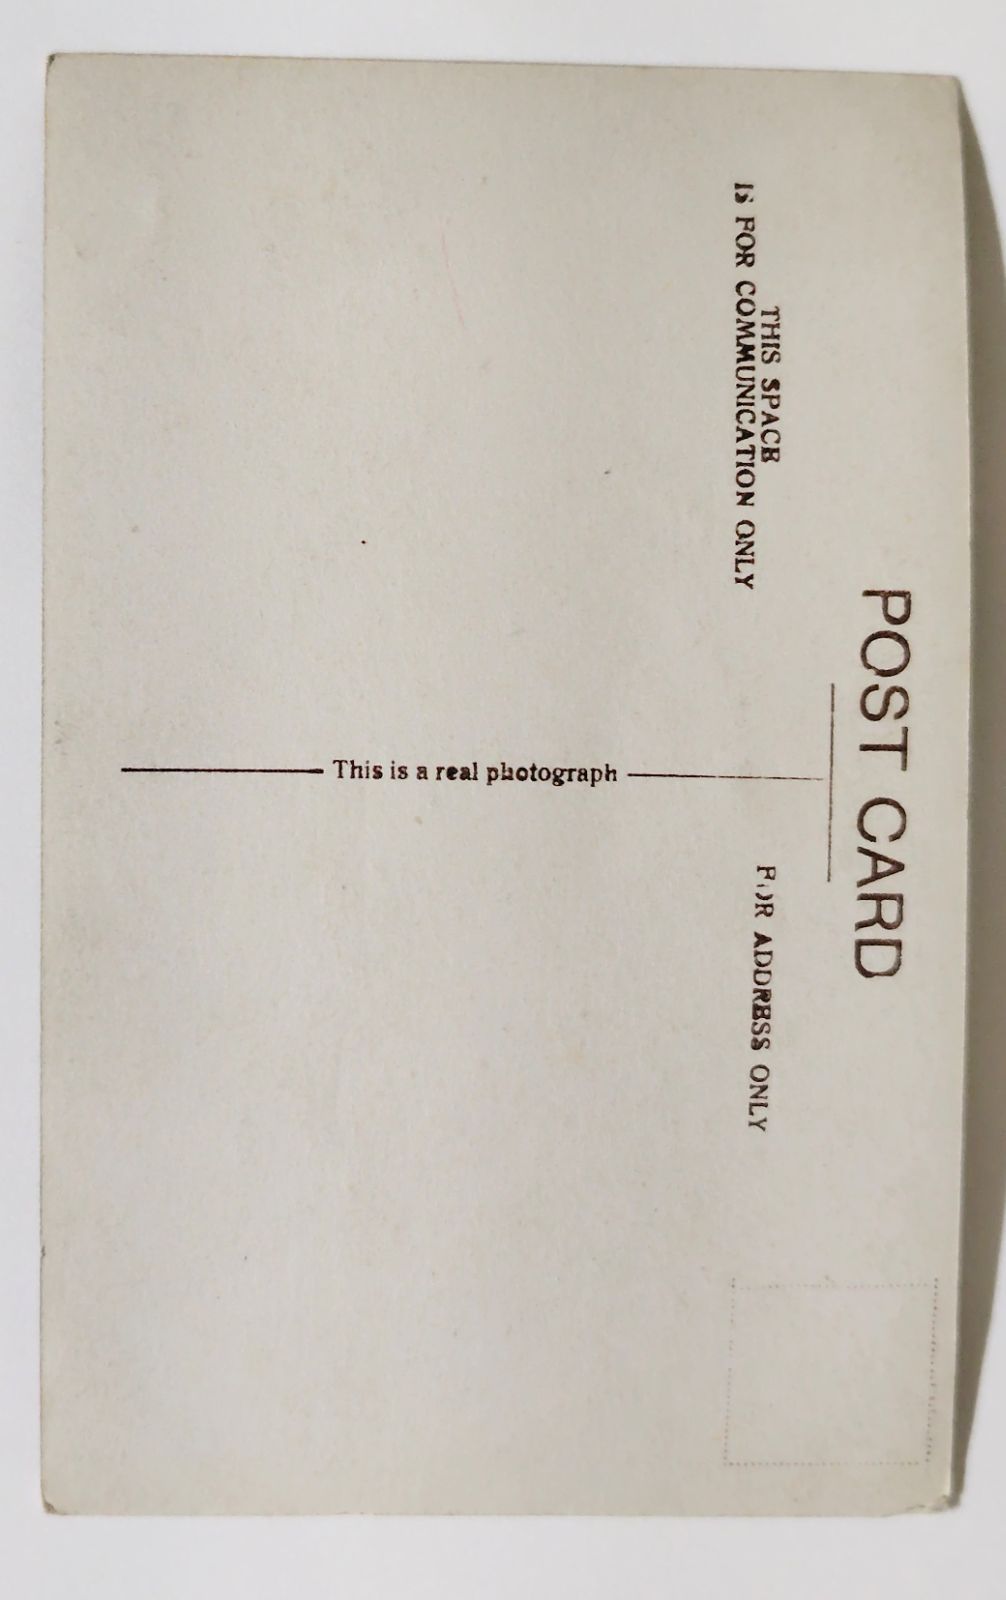 POST CARD
THIS SPACE
IS FOR COMMUNICATION ONLY
FOR ADDRESS ONLY
This is a real photograph